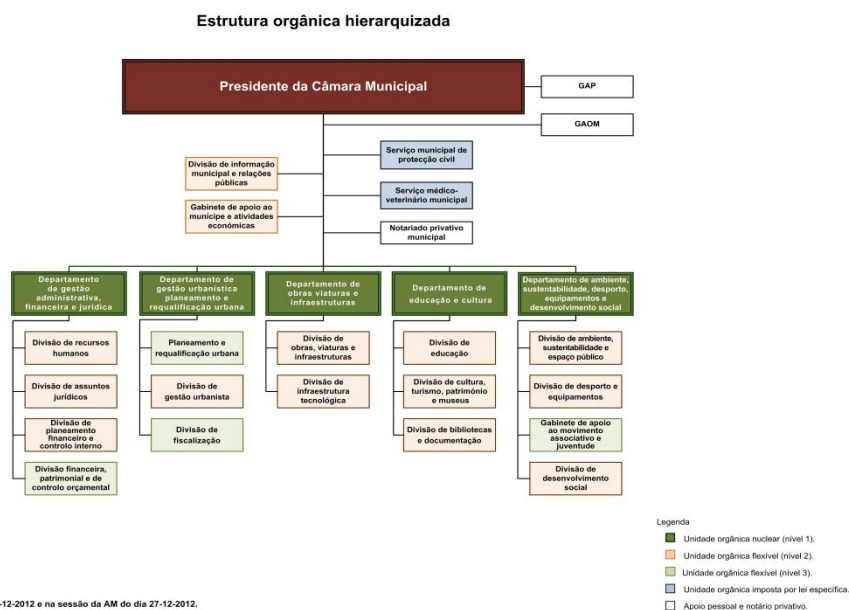 Estrutura orgânica hierarquizada
Presidente da Câmara Municipal
GAP
GAOM
Serviço municipal de
protecção civil
Divisão de informação
municipal e relações
públicas
Serviço médico-
veterinário municipal
Gabinete de apoio ao
municipe e atividades
económicas
Notariado privativo
municipal
Departamento
de gestão
administrativa,
financeira e jurídica
Departamento de
gestão urbanística
planeamento e
requalificação urbana
Departamento de
obras viaturas e
infraestruturas
Departamento de
educação e cultura
Departamento de ambiente,
sustentabilidade, desporto,
equipamentos e
desenvolvimento social
Divisão de recursos
humanos
Planeamento e
requalificação urbana
Divisão de
obras, viaturas e
infraestruturas
Divisão de
educação
Divisão de ambiente,
sustentabilidade e
espaço público
Divisão de assuntos
jurídicos
Divisão de
gestão urbanista
Divisão de
infraestrutura
tecnológica
Divisão de cultura,
turismo, património
e museus
Divisão de desporto e
equipamentos
Divisão de
planeamento
financeiro e
controlo interno
Divisão de
fiscalização
Divisão de bibliotecas
e documentação
Gabinete de apoio
ao movimento
associativo e
juventude
Divisão financeira,
patrimonial e de
controlo orçamental
Divisão de
desenvolvimento
social
Legenda
Unidade orgânica nuclear (nível 1).
Unidade orgânica flexível (nível 2).
Unidade orgânica flexível (nível 3).
Unidade orgânica imposta por lei específica.
Apoio pessoal e notário privativo.
-12-2012 e na sessão da AM do dia 27-12-2012.